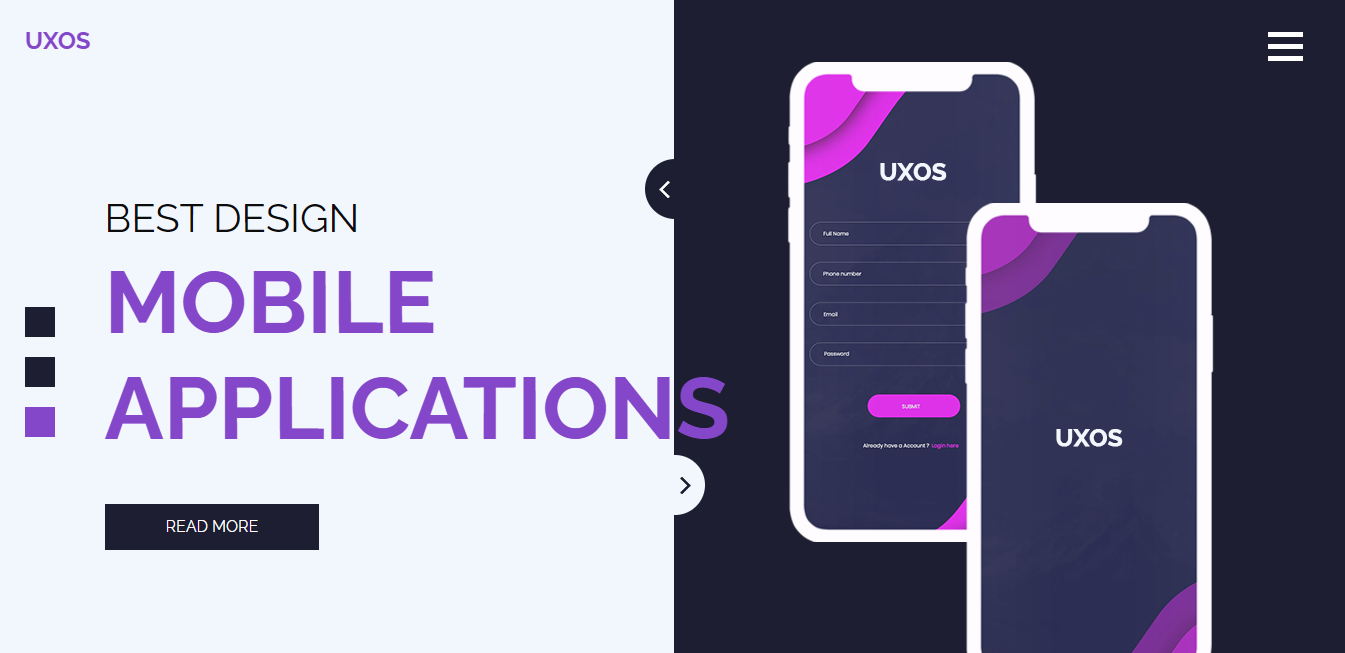 UXOS
BEST DESIGN
MOBILE
APPLICATIONS
READ MORE
UXOS
Full Name
Phone number
Email
Password
SUBMIT
Already have a Account ? Login here
UXOS